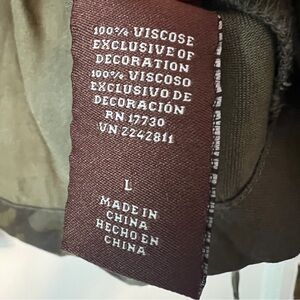 100% VISCOSE
EXCLUSIVE OF
DECORATION
100% VISCOSO
EXCLUSIVO DE
DECORACIÓN
RN 17730
VN 2242811
L
MADE IN
CHINA
HECHO EN
CHINA